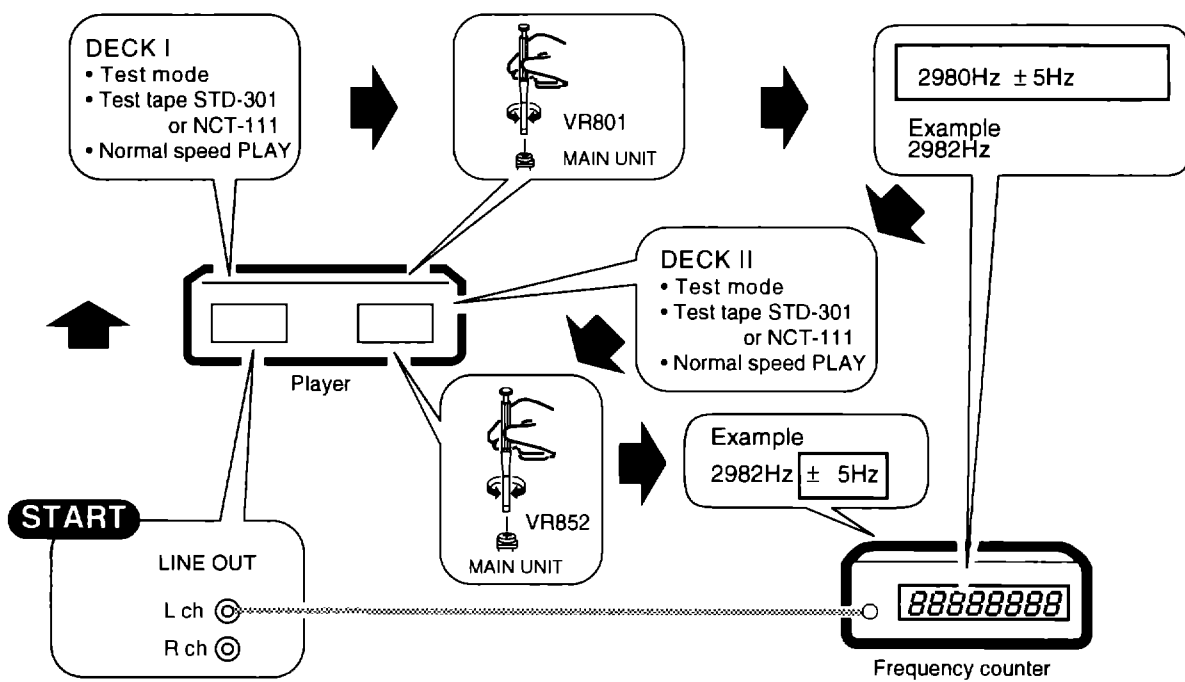 DECK I
• Test mode
• Test tape STD-301
or NCT-111
• Normal speed PLAY
VR801
MAIN UNIT
2980Hz ± 5Hz
Example
2982Hz
DECK II
• Test mode
• Test tape STD-301
or NCT-111
• Normal speed PLAY
Player
VR852
MAIN UNIT
Example
2982Hz ± 5Hz
START
LINE OUT
L ch
R ch
88888888
Frequency counter